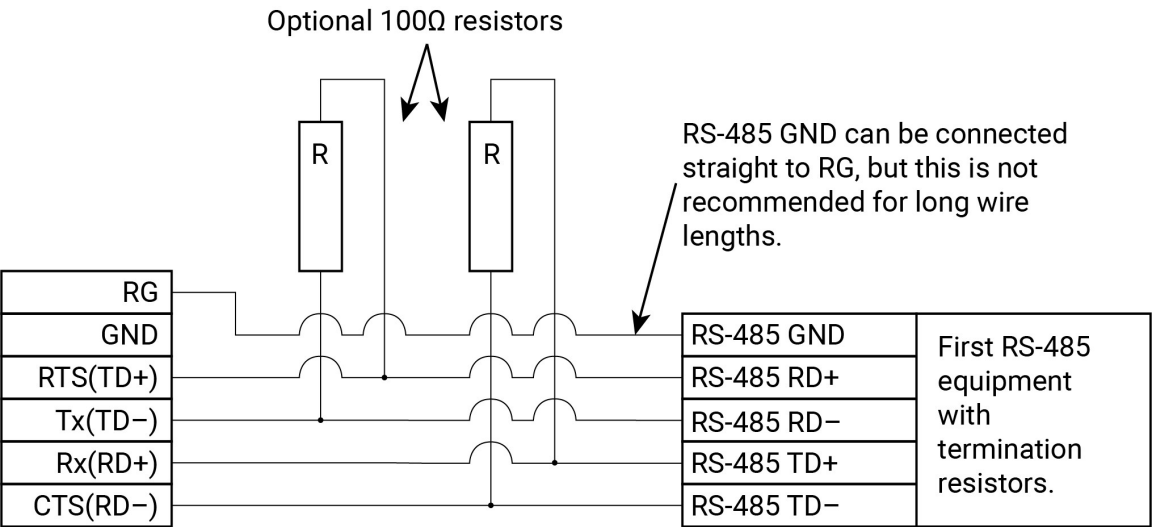 Optional 100Ω resistors
R
R
RS-485 GND can be connected
straight to RG, but this is not
recommended for long wire
lengths.
RG
GND
RTS(TD+)
Tx(TD−)
Rx(RD+)
CTS(RD−)
RS-485 GND
RS-485 RD+
RS-485 RD−
RS-485 TD+
RS-485 TD−
First RS-485
equipment
with
termination
resistors.